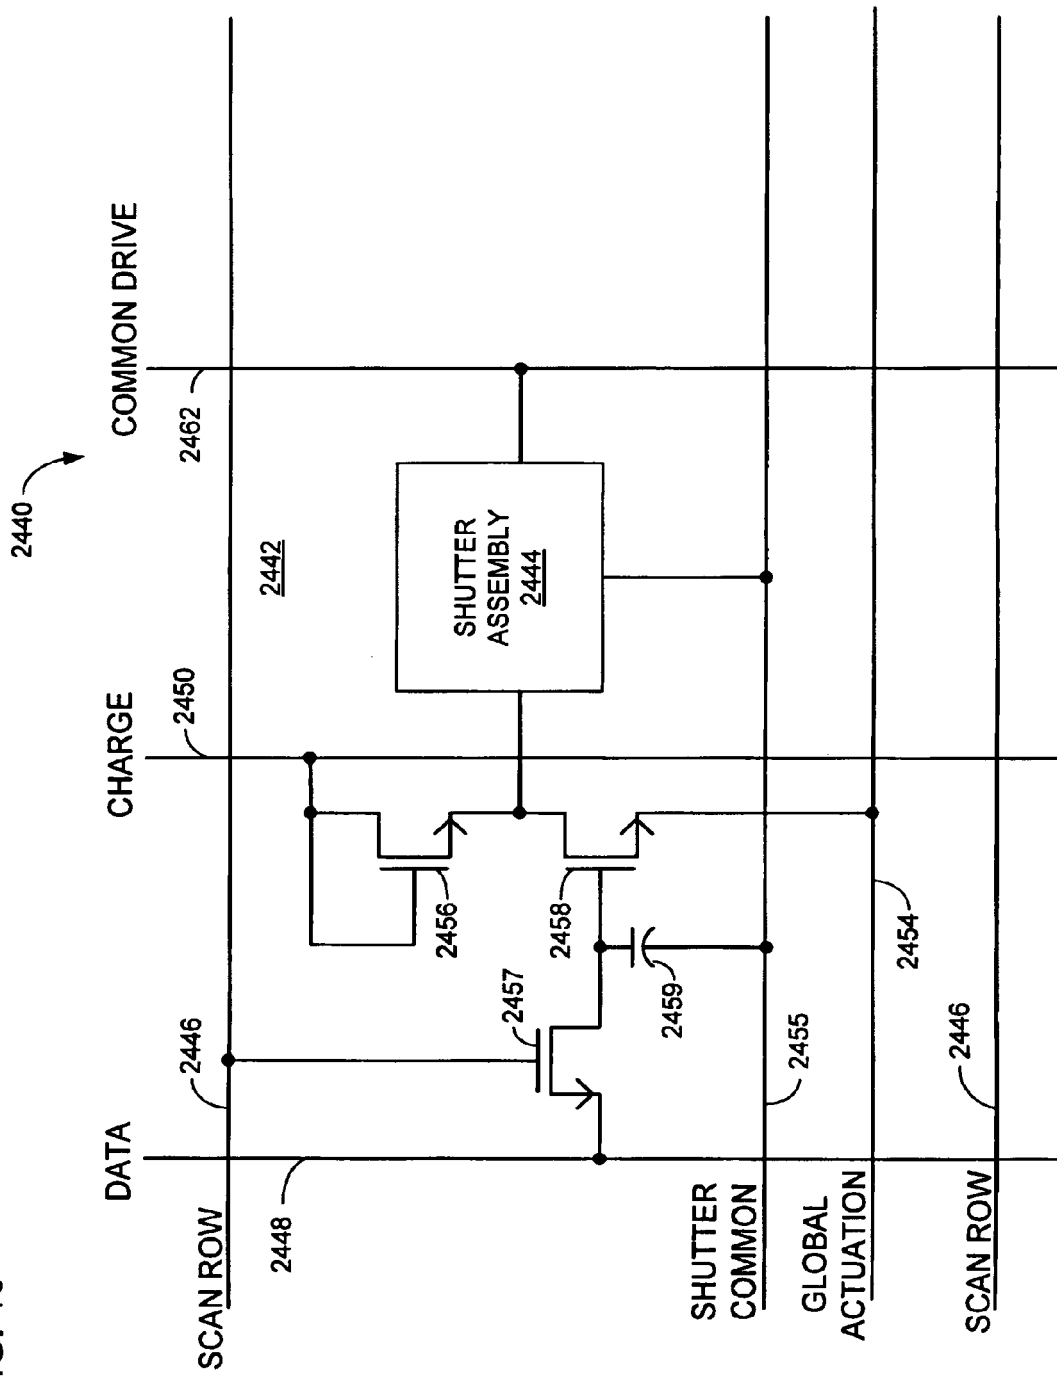 2440
DATA
CHARGE
COMMON DRIVE
2446
2450
2462
SCAN ROW
2448
2442
2457
2456
SHUTTER
ASSEMBLY
2444
2458
2459
SHUTTER
COMMON
2455
GLOBAL
ACTUATION
2454
SCAN ROW
2446